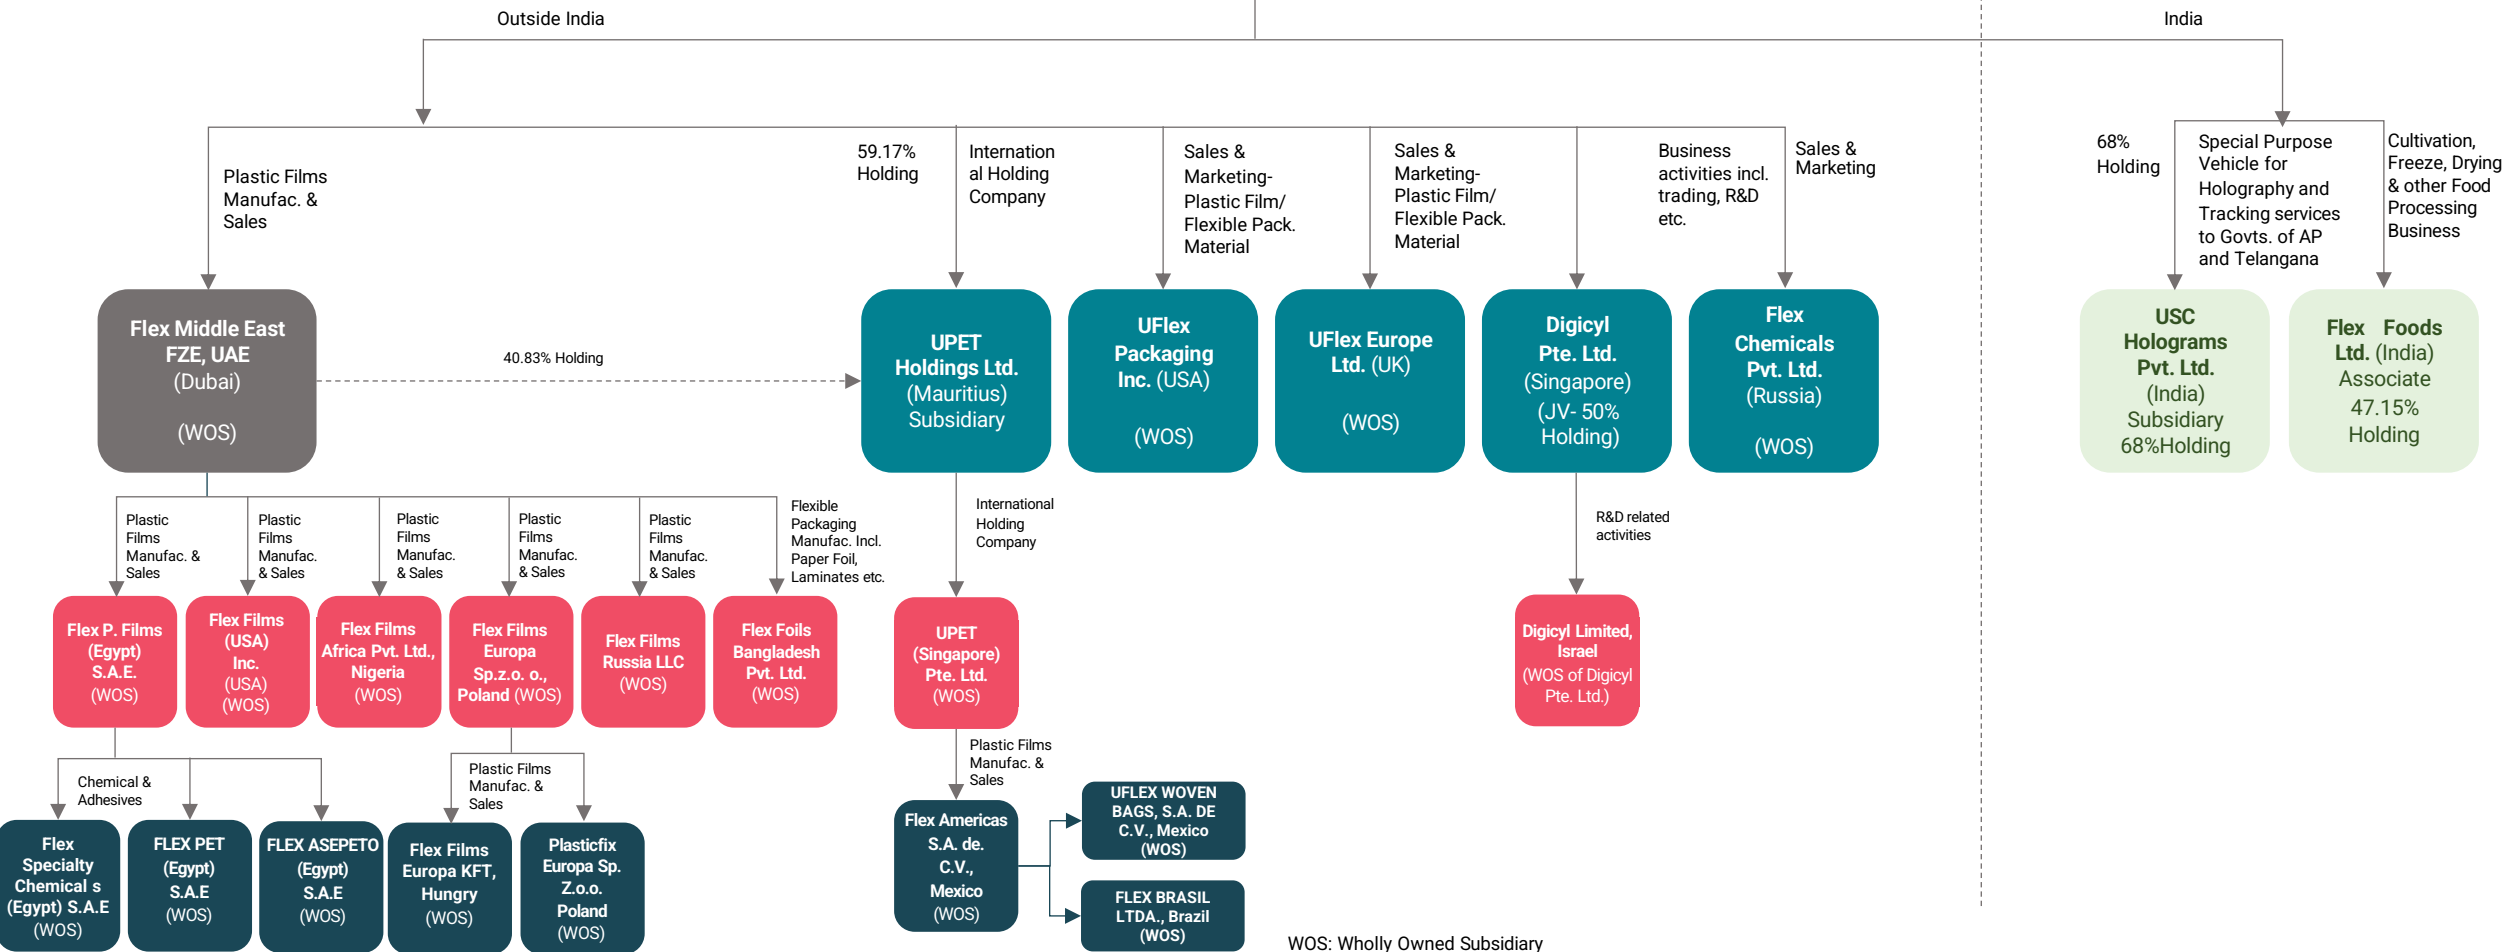 Outside India
India
Plastic Films
Manufac. &
Sales
59.17%
Holding
Internation
al Holding
Company
Sales &
Marketing-
Plastic Film/
Flexible Pack.
Material
Sales &
Marketing-
Plastic Film/
Flexible Pack.
Material
Business
activities incl.
trading, R&D
etc.
Sales &
Marketing
68%
Holding
Special Purpose
Vehicle for
Holography and
Tracking services
to Govts. of AP
and Telangana
Cultivation,
Freeze, Drying
& other Food
Processing
Business
Flex Middle East
FZE, UAE
(Dubai)
(WOS)
40.83% Holding
UPET
Holdings Ltd.
(Mauritius)
Subsidiary
UFlex
Packaging
Inc. (USA)
(WOS)
UFlex Europe
Ltd. (UK)
(WOS)
Digicyl
Pte. Ltd.
(Singapore)
(JV- 50%
Holding)
Flex
Chemicals
Pvt. Ltd.
(Russia)
(WOS)
USC
Holograms
Pvt. Ltd.
(India)
Subsidiary
68%Holding
Flex Foods
Ltd. (India)
Associate
47.15%
Holding
Plastic
Films
Manufac. &
Sales
Plastic
Films
Manufac.
& Sales
Plastic
Films
Manufac.
& Sales
Plastic
Films
Manufac.
& Sales
Plastic
Films
Manufac.
& Sales
Flexible
Packaging
Manufac. Incl.
Paper Foil,
Laminates etc.
International
Holding
Company
R&D related
activities
Flex P. Films
(Egypt)
S.A.E.
(WOS)
Flex Films
(USA)
Inc.
(USA)
(WOS)
Flex Films
Africa Pvt. Ltd.,
Nigeria
(WOS)
Flex Films
Europa
Sp.z.o. o.,
Poland (WOS)
Flex Films
Russia LLC
(WOS)
Flex Foils
Bangladesh
Pvt. Ltd.
(WOS)
UPET
(Singapore)
Pte. Ltd.
(WOS)
Digicyl Limited,
Israel
(WOS of Digicyl
Pte. Ltd.)
Chemical &
Adhesives
Plastic Films
Manufac. &
Sales
Plastic Films
Manufac. &
Sales
Flex
Specialty
Chemical s
(Egypt) S.A.E
(WOS)
FLEX PET
(Egypt)
S.A.E
(WOS)
FLEX ASEPETO
(Egypt)
S.A.E
(WOS)
Flex Films
Europa KFT,
Hungry
(WOS)
Plasticfix
Europa Sp.
Z.o.o.
Poland
(WOS)
Flex Americas
S.A. de.
C.V.,
Mexico
(WOS)
UFLEX WOVEN
BAGS, S.A. DE
C.V., Mexico
(WOS)
FLEX BRASIL
LTDA., Brazil
(WOS)
WOS: Wholly Owned Subsidiary